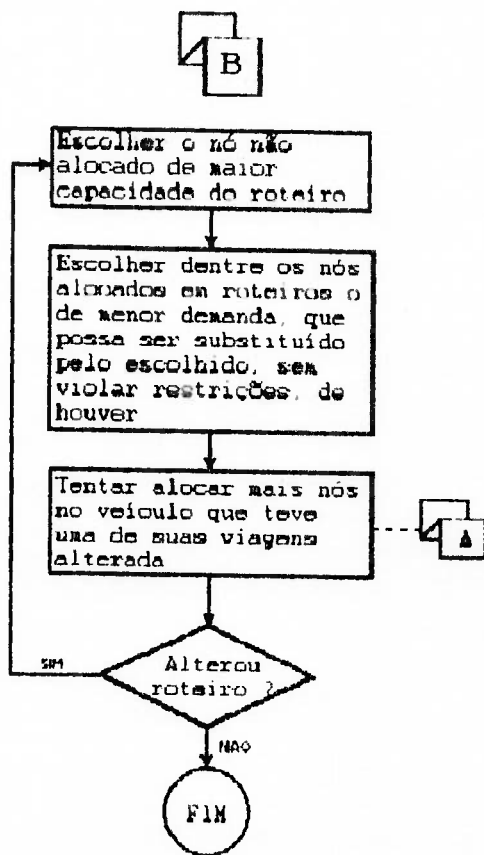 B
Escolher o nó não
alocado de maior
capacidade do roteiro
Escolher dentre os nós
alocados em roteiros o
de menor demanda, que
possa ser substituído
pelo escolhido, sem
violar restrições, de
houver
Tentar alocar mais nós
no veículo que teve
uma de suas viagens
alterada
A
Alterou
roteiro ?
SIM
NAO
FIM